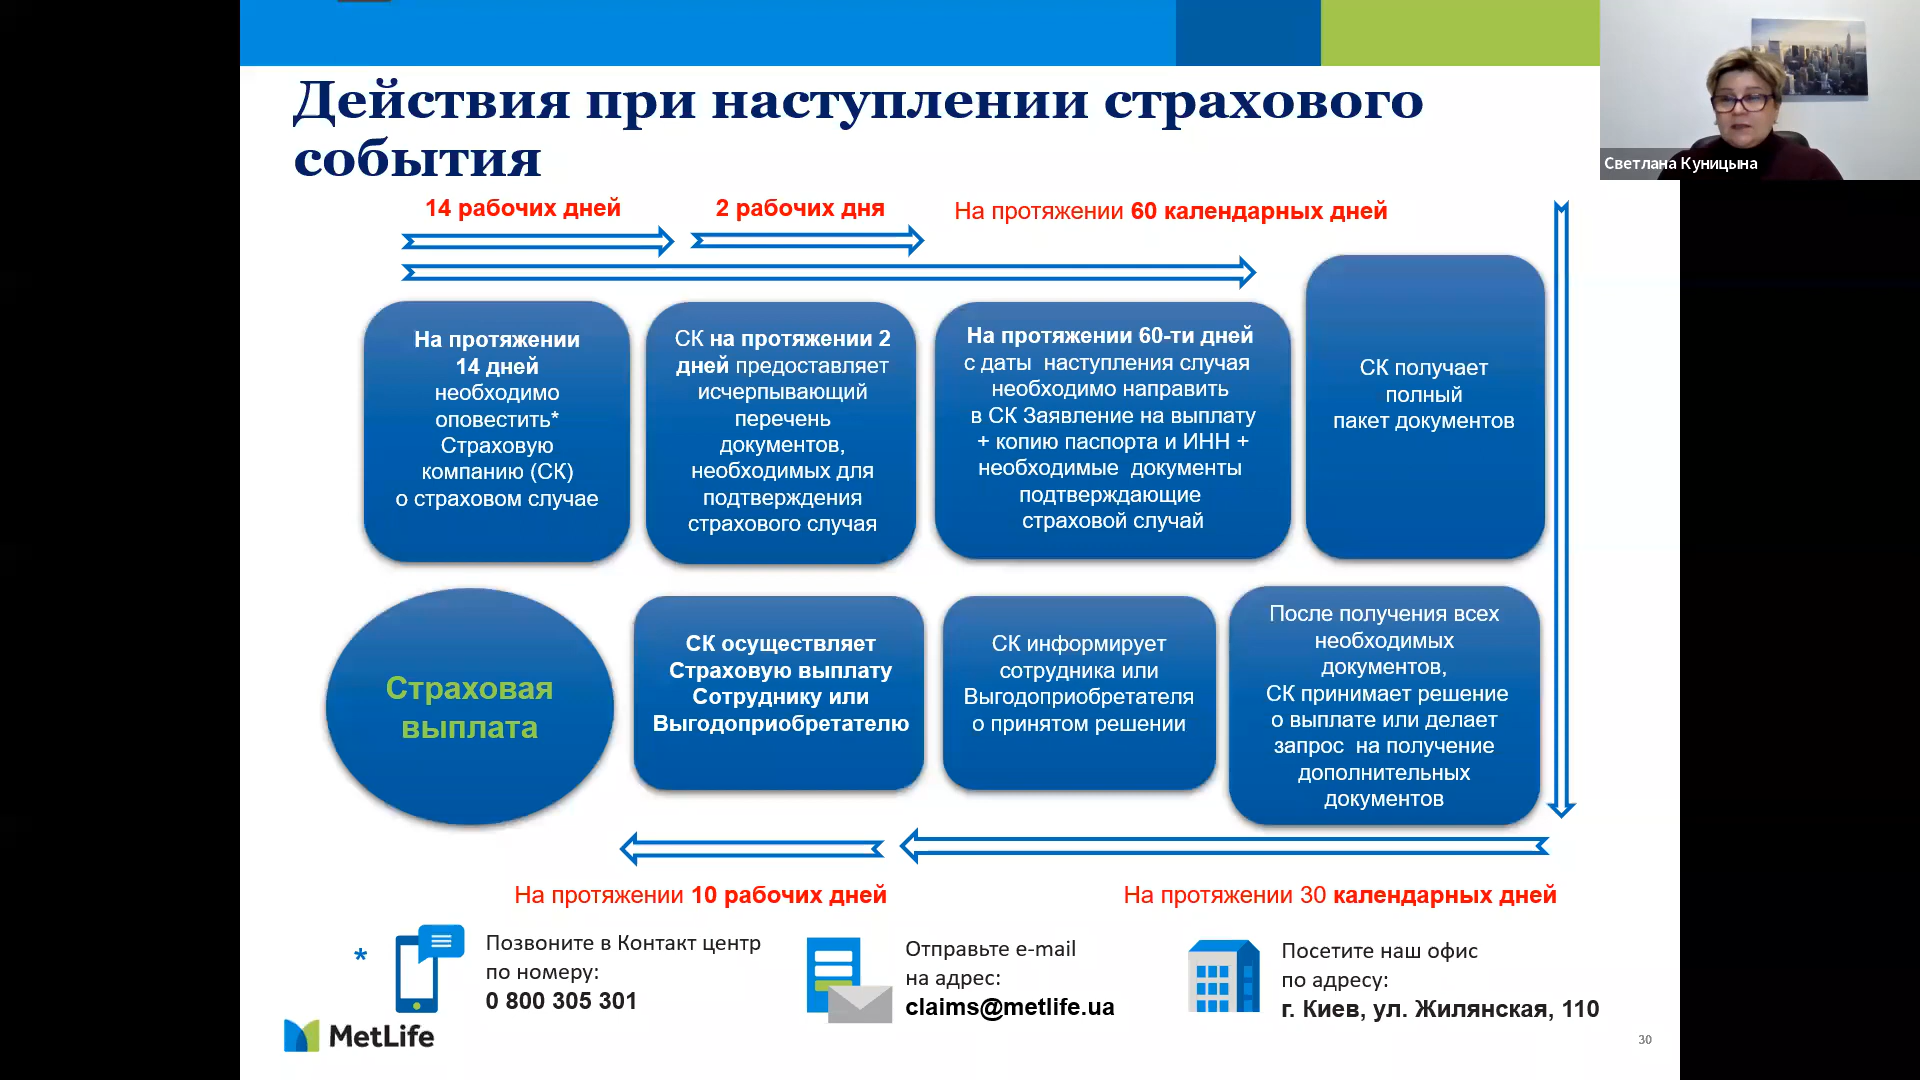 Действия при наступлении страхового
события
Светлана Куницына
14 рабочих дней
2 рабочих дня
На протяжении 60 календарных дней
На протяжении
14 дней
необходимо
оповестить*
Страховую
компанию (СК)
о страховом случае
СК на протяжении 2
дней предоставляет
исчерпывающий
перечень
документов,
необходимых для
подтверждения
страхового случая
На протяжении 60-ти дней
с даты наступления случая
необходимо направить
в СК Заявление на выплату
+ копию паспорта и ИНН +
необходимые документы
подтверждающие
страховой случай
СК получает
полный
пакет документов
Страховая
выплата
СК осуществляет
Страховую выплату
Сотруднику или
Выгодоприобретателю
СК информирует
сотрудника или
Выгодоприобретателя
о принятом решении
После получения всех
необходимых
документов,
СК принимает решение
о выплате или делает
запрос на получение
дополнительных
документов
На протяжении 10 рабочих дней
На протяжении 30 календарных дней
*
Позвоните в Контакт центр
по номеру:
0 800 305 301
Отправьте e-mail
на адрес:
claims@metlife.ua
Посетите наш офис
по адресу:
г. Киев, ул. Жилянская, 110
MetLife
30